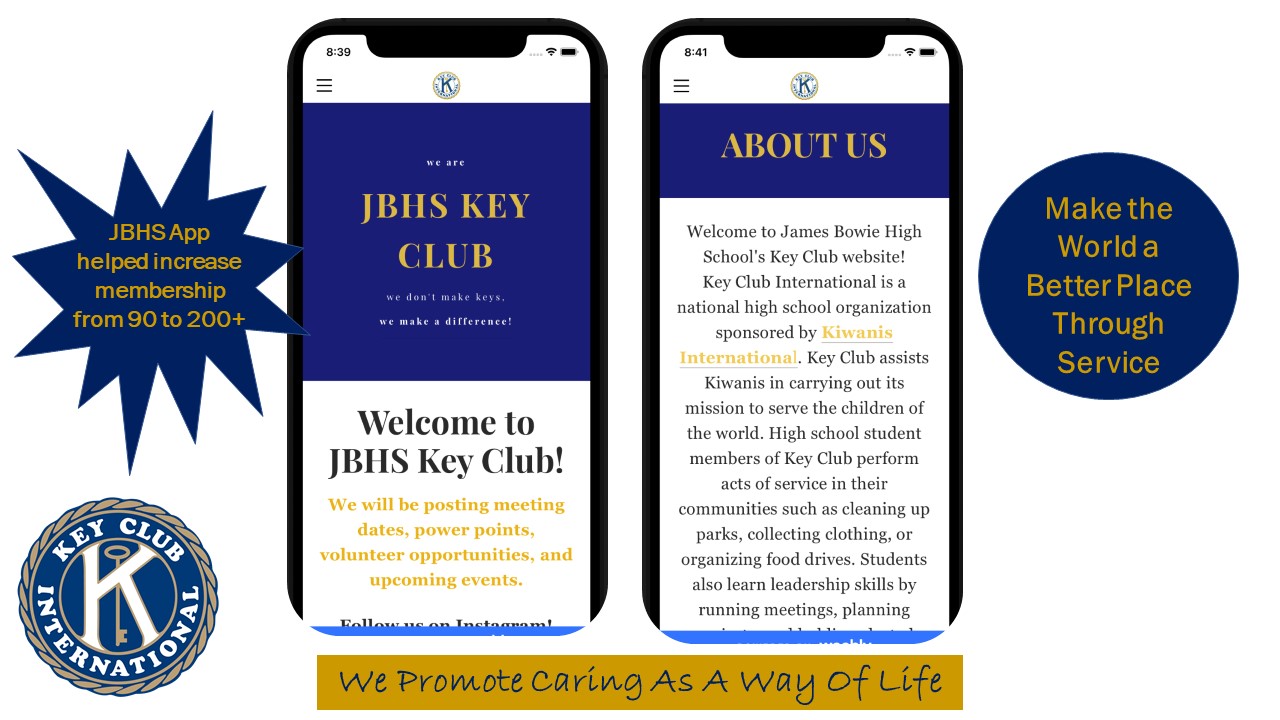 JBHS App
helped increase
membership
from 90 to 200+
KEY CLUB
INTERNATIONAL
K
8:39
KEY CLUB
INTERNATIONAL
K
we are
JBHS KEY
CLUB
we don't make keys,
we make a difference!
Welcome to
JBHS Key Club!
We will be posting meeting
dates, power points,
volunteer opportunities, and
upcoming events.
Follow us on Instagram!
8:41
KEY CLUB
INTERNATIONAL
K
ABOUT US
Welcome to James Bowie High
School's Key Club website!
Key Club International is a
national high school organization
sponsored by Kiwanis
International. Key Club assists
Kiwanis in carrying out its
mission to serve the children of
the world. High school student
members of Key Club perform
acts of service in their
communities such as cleaning up
parks, collecting clothing, or
organizing food drives. Students
also learn leadership skills by
running meetings, planning
weebly
Make the
World a
Better Place
Through
Service
We Promote Caring As A Way Of Life